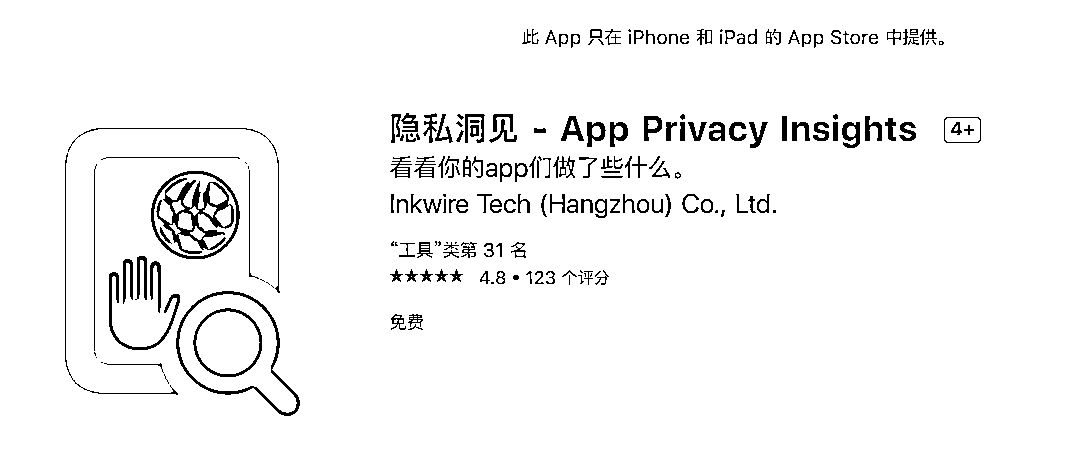 此 App 只在 iPhone 和 iPad 的 App Store 中提供。
隐私洞见 - App Privacy Insights 4+
看看你的app们做了些什么。
Inkwire Tech (Hangzhou) Co., Ltd.
“工具”类第 31 名
★★★★★ 4.8 • 123 个评分
免费